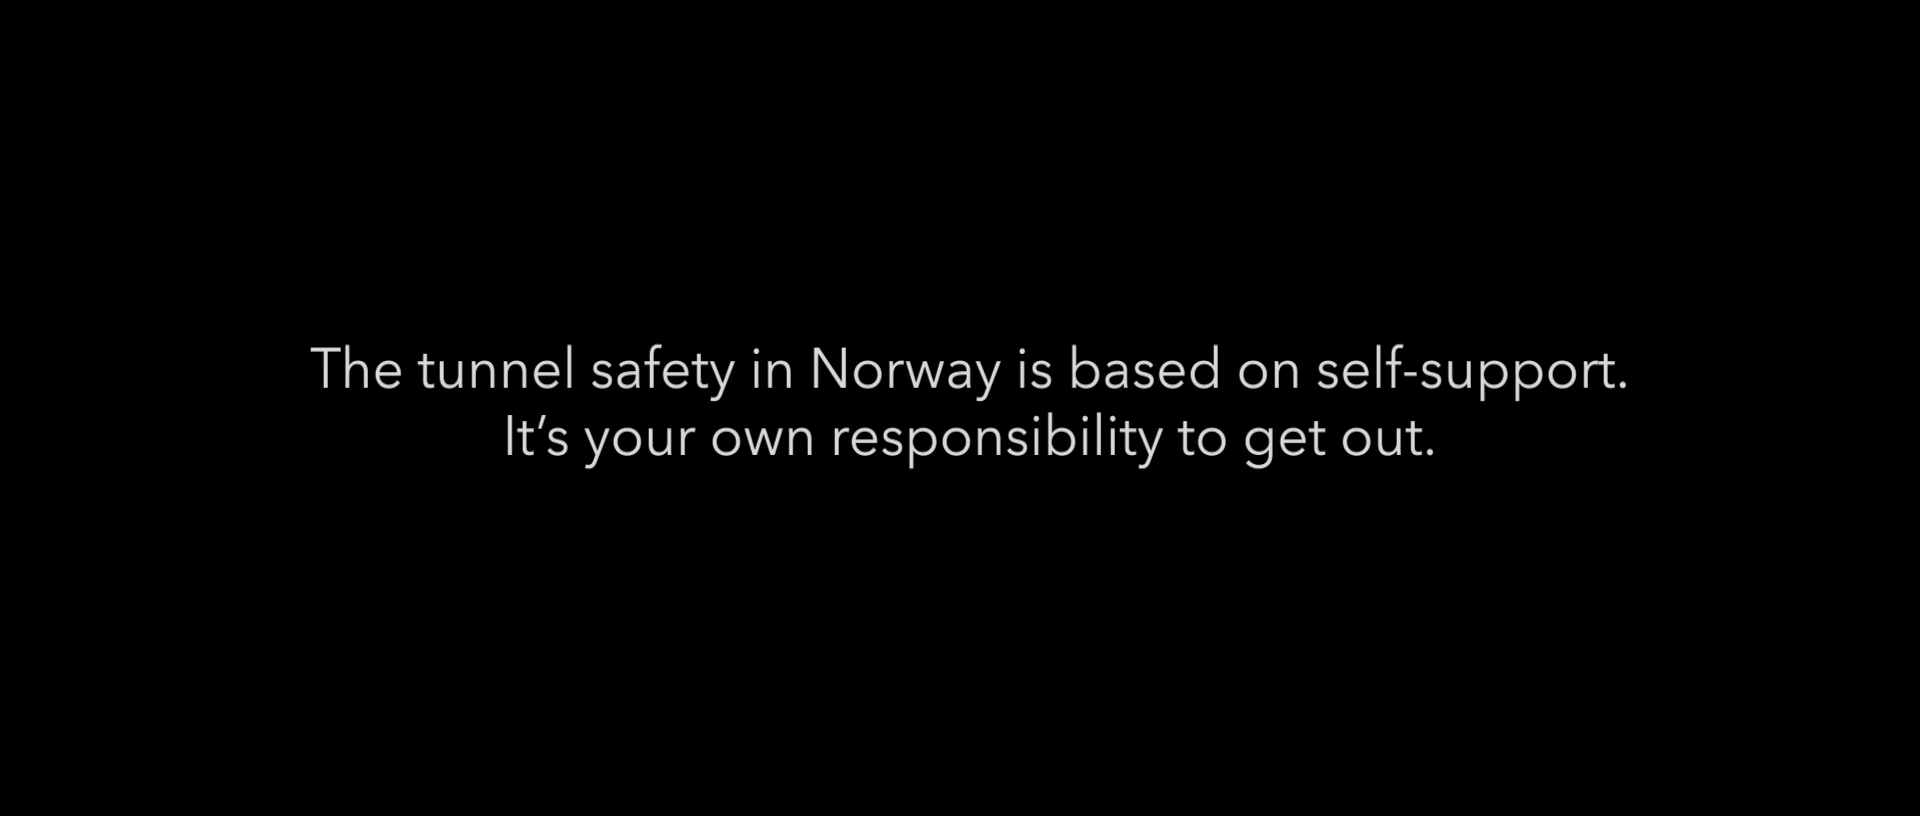 The tunnel safety in Norway is based on self-support.
It’s your own responsibility to get out.